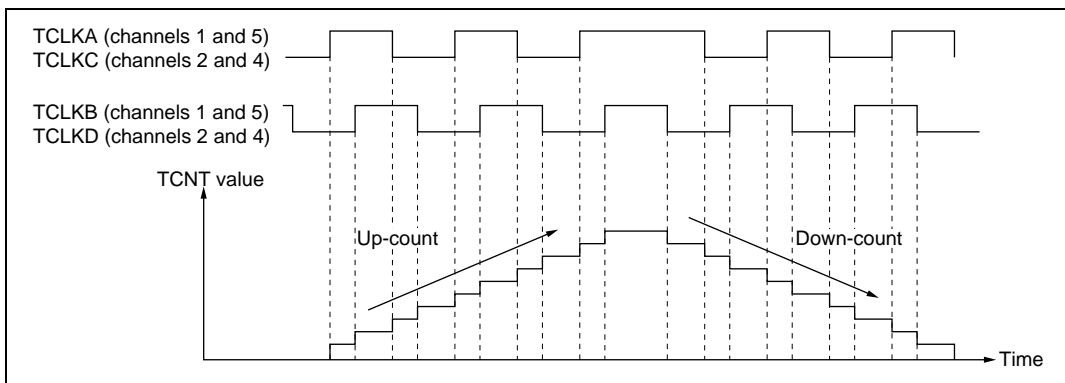 TCLKA (channels 1 and 5)
TCLKC (channels 2 and 4)
TCLKB (channels 1 and 5)
TCLKD (channels 2 and 4)
TCNT value
Up-count
Down-count
Time